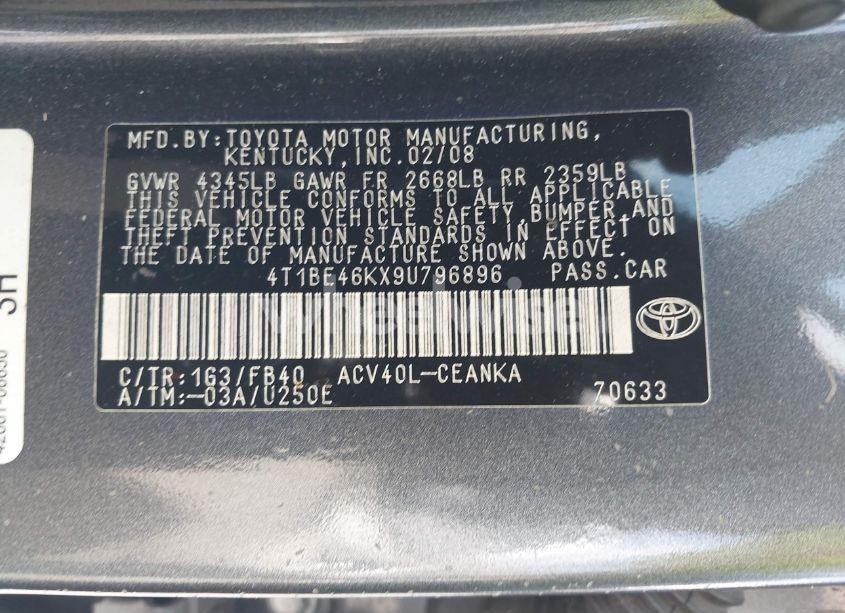 MFD.BY:TOYOTA MOTOR MANUFACTURING,
KENTUCKY,INC.02/08
GVWR 4345LB GAWR FR 2668LB RR 2359LB
THIS VEHICLE CONFORMS TO ALL APPLICABLE
FEDERAL MOTOR VEHICLE SAFETY,BUMPER,AND
THEFT PREVENTION STANDARDS IN EFFECT ON
THE DATE OF MANUFACTURE SHOWN ABOVE.
4T1BE46KX9U796896 PASS.CAR
C/TR:1G3/FB40 ACV40L-CEANKA
A/TM:-03A/U250E 70633